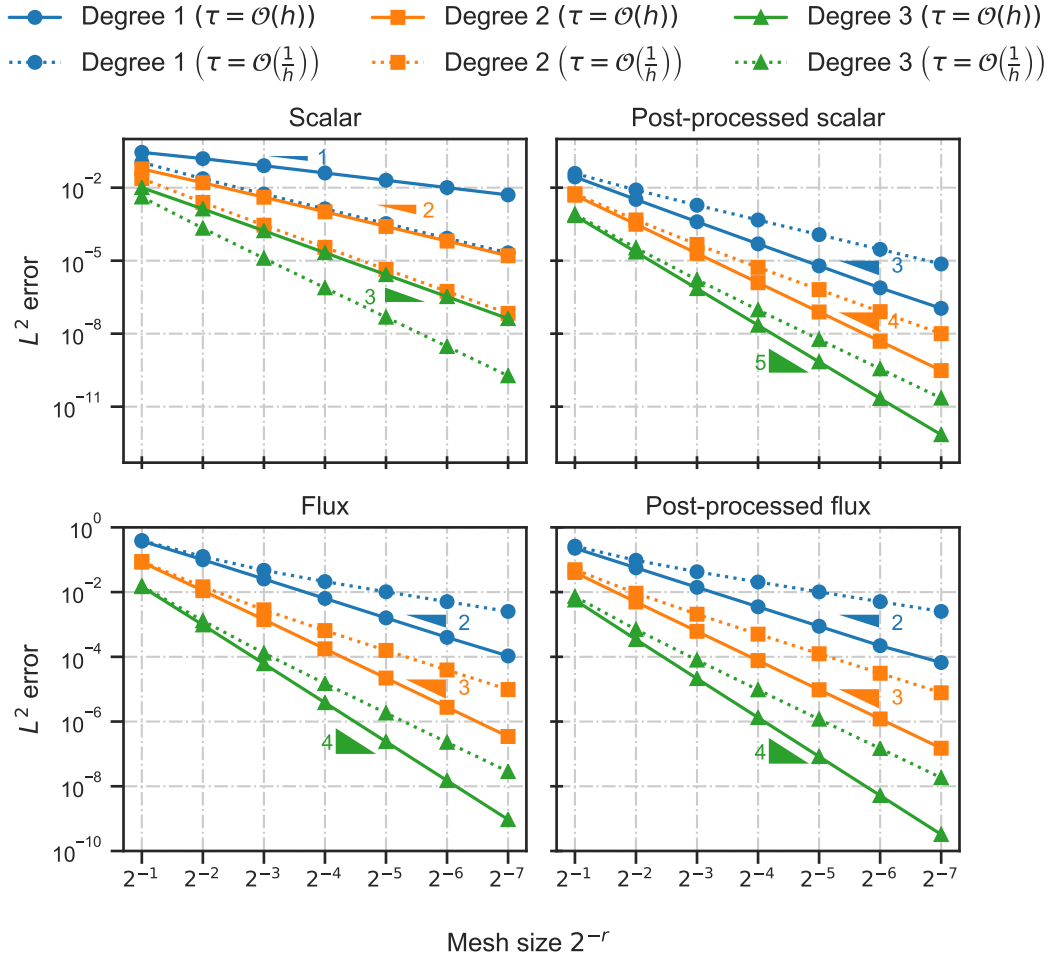 Degree 1 (τ = 𝒪(h)) Degree 2 (τ = 𝒪(h)) Degree 3 (τ = 𝒪(h))
Degree 1 (τ = 𝒪(1/h)) Degree 2 (τ = 𝒪(1/h)) Degree 3 (τ = 𝒪(1/h))
Scalar Post-processed scalar
L² error
10⁻²
10⁻⁵
10⁻⁸
10⁻¹¹
1
2
3
3
4
5
Flux Post-processed flux
L² error
10⁰
10⁻²
10⁻⁴
10⁻⁶
10⁻⁸
10⁻¹⁰
2
3
4
2
3
4
2⁻¹ 2⁻² 2⁻³ 2⁻⁴ 2⁻⁵ 2⁻⁶ 2⁻⁷ 2⁻¹ 2⁻² 2⁻³ 2⁻⁴ 2⁻⁵ 2⁻⁶ 2⁻⁷
Mesh size 2⁻ʳ